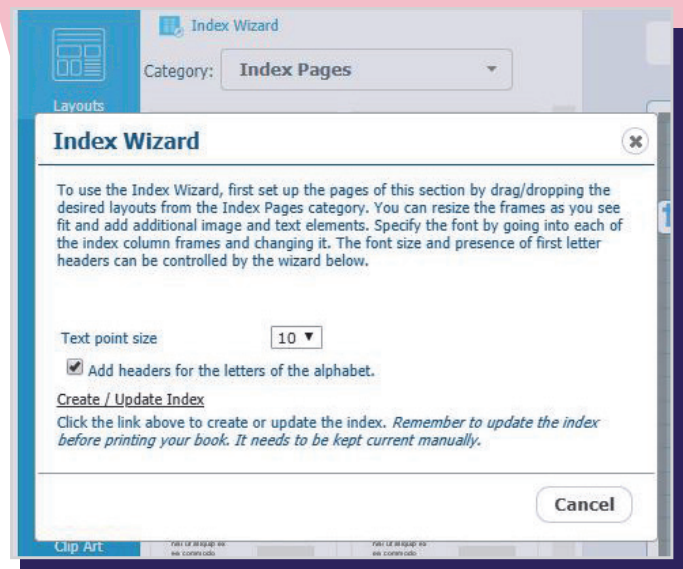 Index Wizard
Category: Index Pages
Layouts
Index Wizard
To use the Index Wizard, first set up the pages of this section by drag/dropping the
desired layouts from the Index Pages category. You can resize the frames as you see
fit and add additional image and text elements. Specify the font by going into each of
the index column frames and changing it. The font size and presence of first letter
headers can be controlled by the wizard below.
Text point size 10
Add headers for the letters of the alphabet.
Create / Update Index
Click the link above to create or update the index. Remember to update the index
before printing your book. It needs to be kept current manually.
Cancel
Clip Art
ea commodo ea commodo